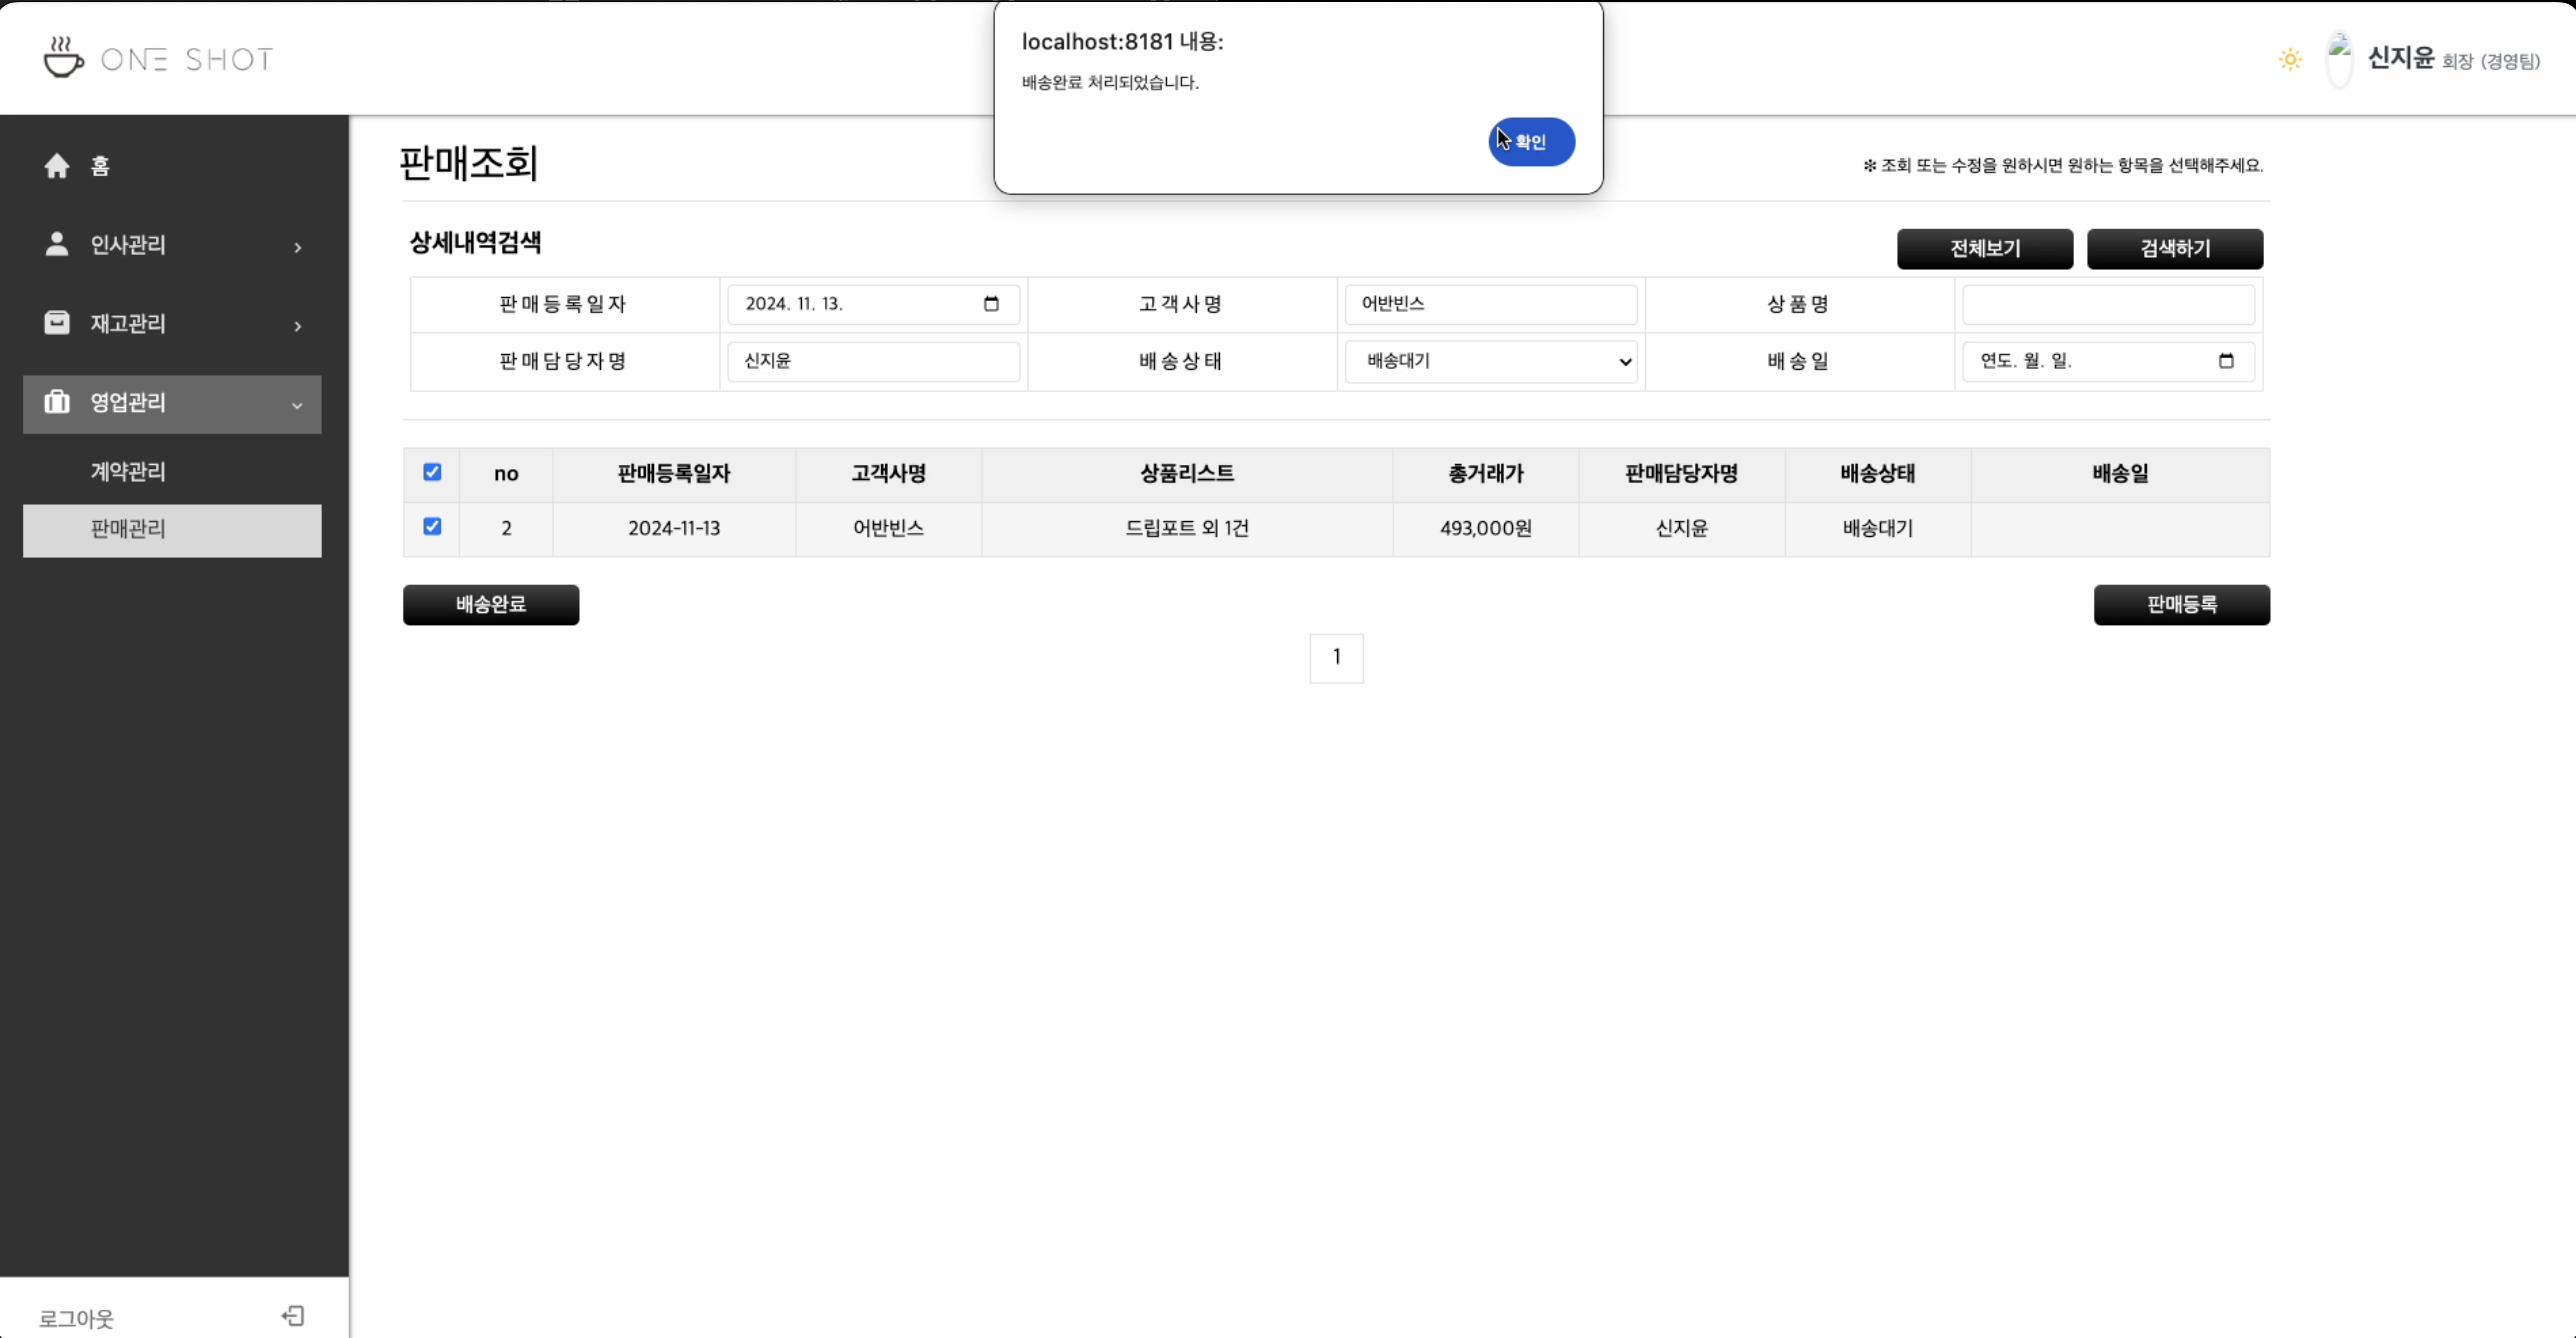 ONE SHOT
localhost:8181 내용:
배송완료 처리되었습니다.
확인
신지윤 회장 (경영팀)
홈
인사관리
재고관리
영업관리
계약관리
판매관리
로그아웃
판매조회
※ 조회 또는 수정을 원하시면 원하는 항목을 선택해주세요.
상세내역검색
전체보기 검색하기
판매등록일자 2024. 11. 13. 고객사명 어반빈스 상품명
판매담당자명 신지윤 배송상태 배송대기 배송일 연도. 월. 일.
no 판매등록일자 고객사명 상품리스트 총거래가 판매담당자명 배송상태 배송일
2 2024-11-13 어반빈스 드립포트 외 1건 493,000원 신지윤 배송대기
배송완료 판매등록
1